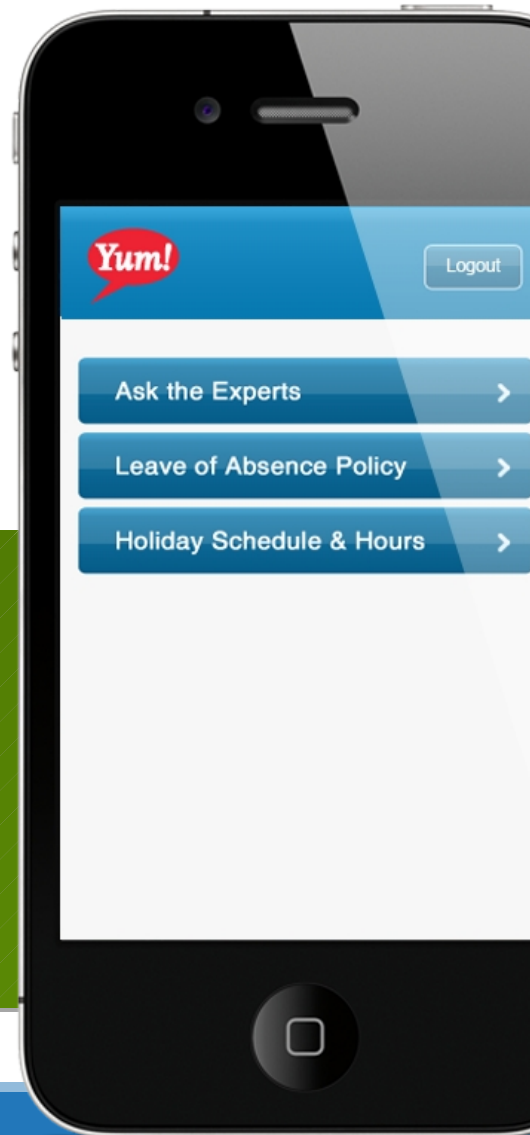 Yum!
Logout
Ask the Experts
Leave of Absence Policy
Holiday Schedule & Hours